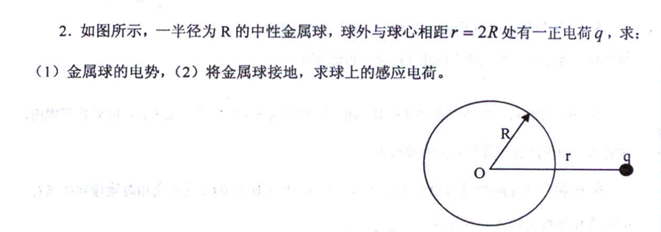 2. 如图所示，一半径为 R 的中性金属球，球外与球心相距 r = 2R 处有一正电荷 q，求：
（1）金属球的电势，（2）将金属球接地，求球上的感应电荷。
R
r
q
O